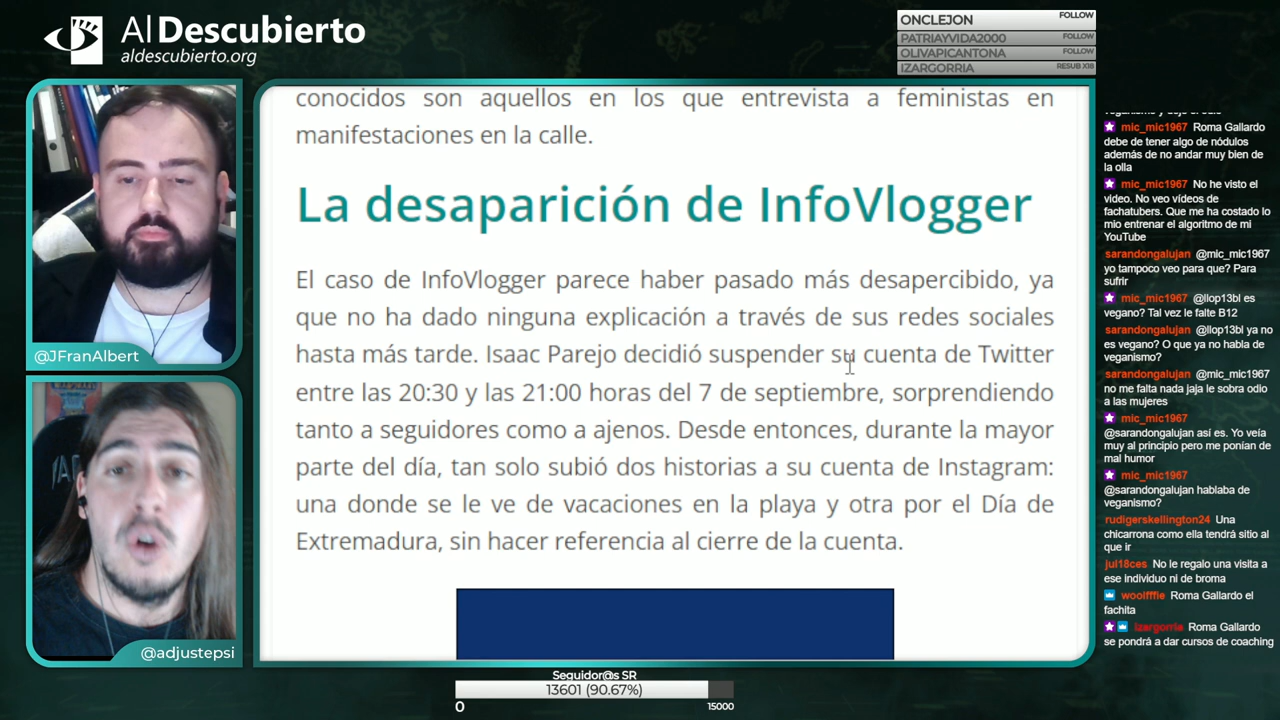 Al Descubierto
aldescubierto.org
ONCLEJON FOLLOW
PATRIAYVIDA2000 FOLLOW
OLIVAPICANTONA FOLLOW
IZARGORRIA RESUB X18
@JFranAlbert
@adjustepsi
conocidos son aquellos en los que entrevista a feministas en
manifestaciones en la calle.
La desaparición de InfoVlogger
El caso de InfoVlogger parece haber pasado más desapercibido, ya
que no ha dado ninguna explicación a través de sus redes sociales
hasta más tarde. Isaac Parejo decidió suspender su cuenta de Twitter
entre las 20:30 y las 21:00 horas del 7 de septiembre, sorprendiendo
tanto a seguidores como a ajenos. Desde entonces, durante la mayor
parte del día, tan solo subió dos historias a su cuenta de Instagram:
una donde se le ve de vacaciones en la playa y otra por el Día de
Extremadura, sin hacer referencia al cierre de la cuenta.
mic_mic1967 Roma Gallardo
debe de tener algo de nódulos
además de no andar muy bien de
la olla
mic_mic1967 No he visto el
video. No veo vídeos de
fachatubers. Que me ha costado lo
mio entrenar el algoritmo de mi
YouTube
sarandongalujan @mic_mic1967
yo tampoco veo para que? Para
sufrir
mic_mic1967 @llop13bl es
vegano? Tal vez le falte B12
sarandongalujan @llop13bl ya no
es vegano? O que ya no habla de
veganismo?
sarandongalujan @mic_mic1967
no me falta nada jaja le sobra odio
a las mujeres
mic_mic1967
@sarandongalujan así es. Yo veía
muy al principio pero me ponían de
mal humor
mic_mic1967
@sarandongalujan hablaba de
veganismo?
rudigerskellington24 Una
chicarrona como ella tendrá sitio al
que ir
jul18ces No le regalo una visita a
ese individuo ni de broma
woolfffie Roma Gallardo el
fachita
izargorria Roma Gallardo
se pondrá a dar cursos de coaching
Seguidor@s SR
13601 (90.67%)
0
15000